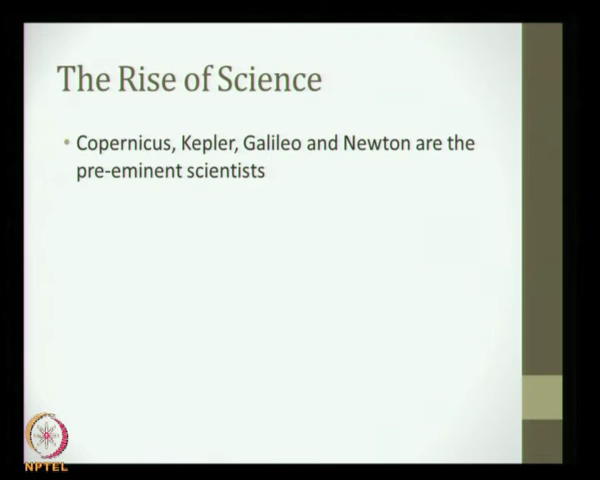 The Rise of Science
• Copernicus, Kepler, Galileo and Newton are the
pre-eminent scientists
NPTEL